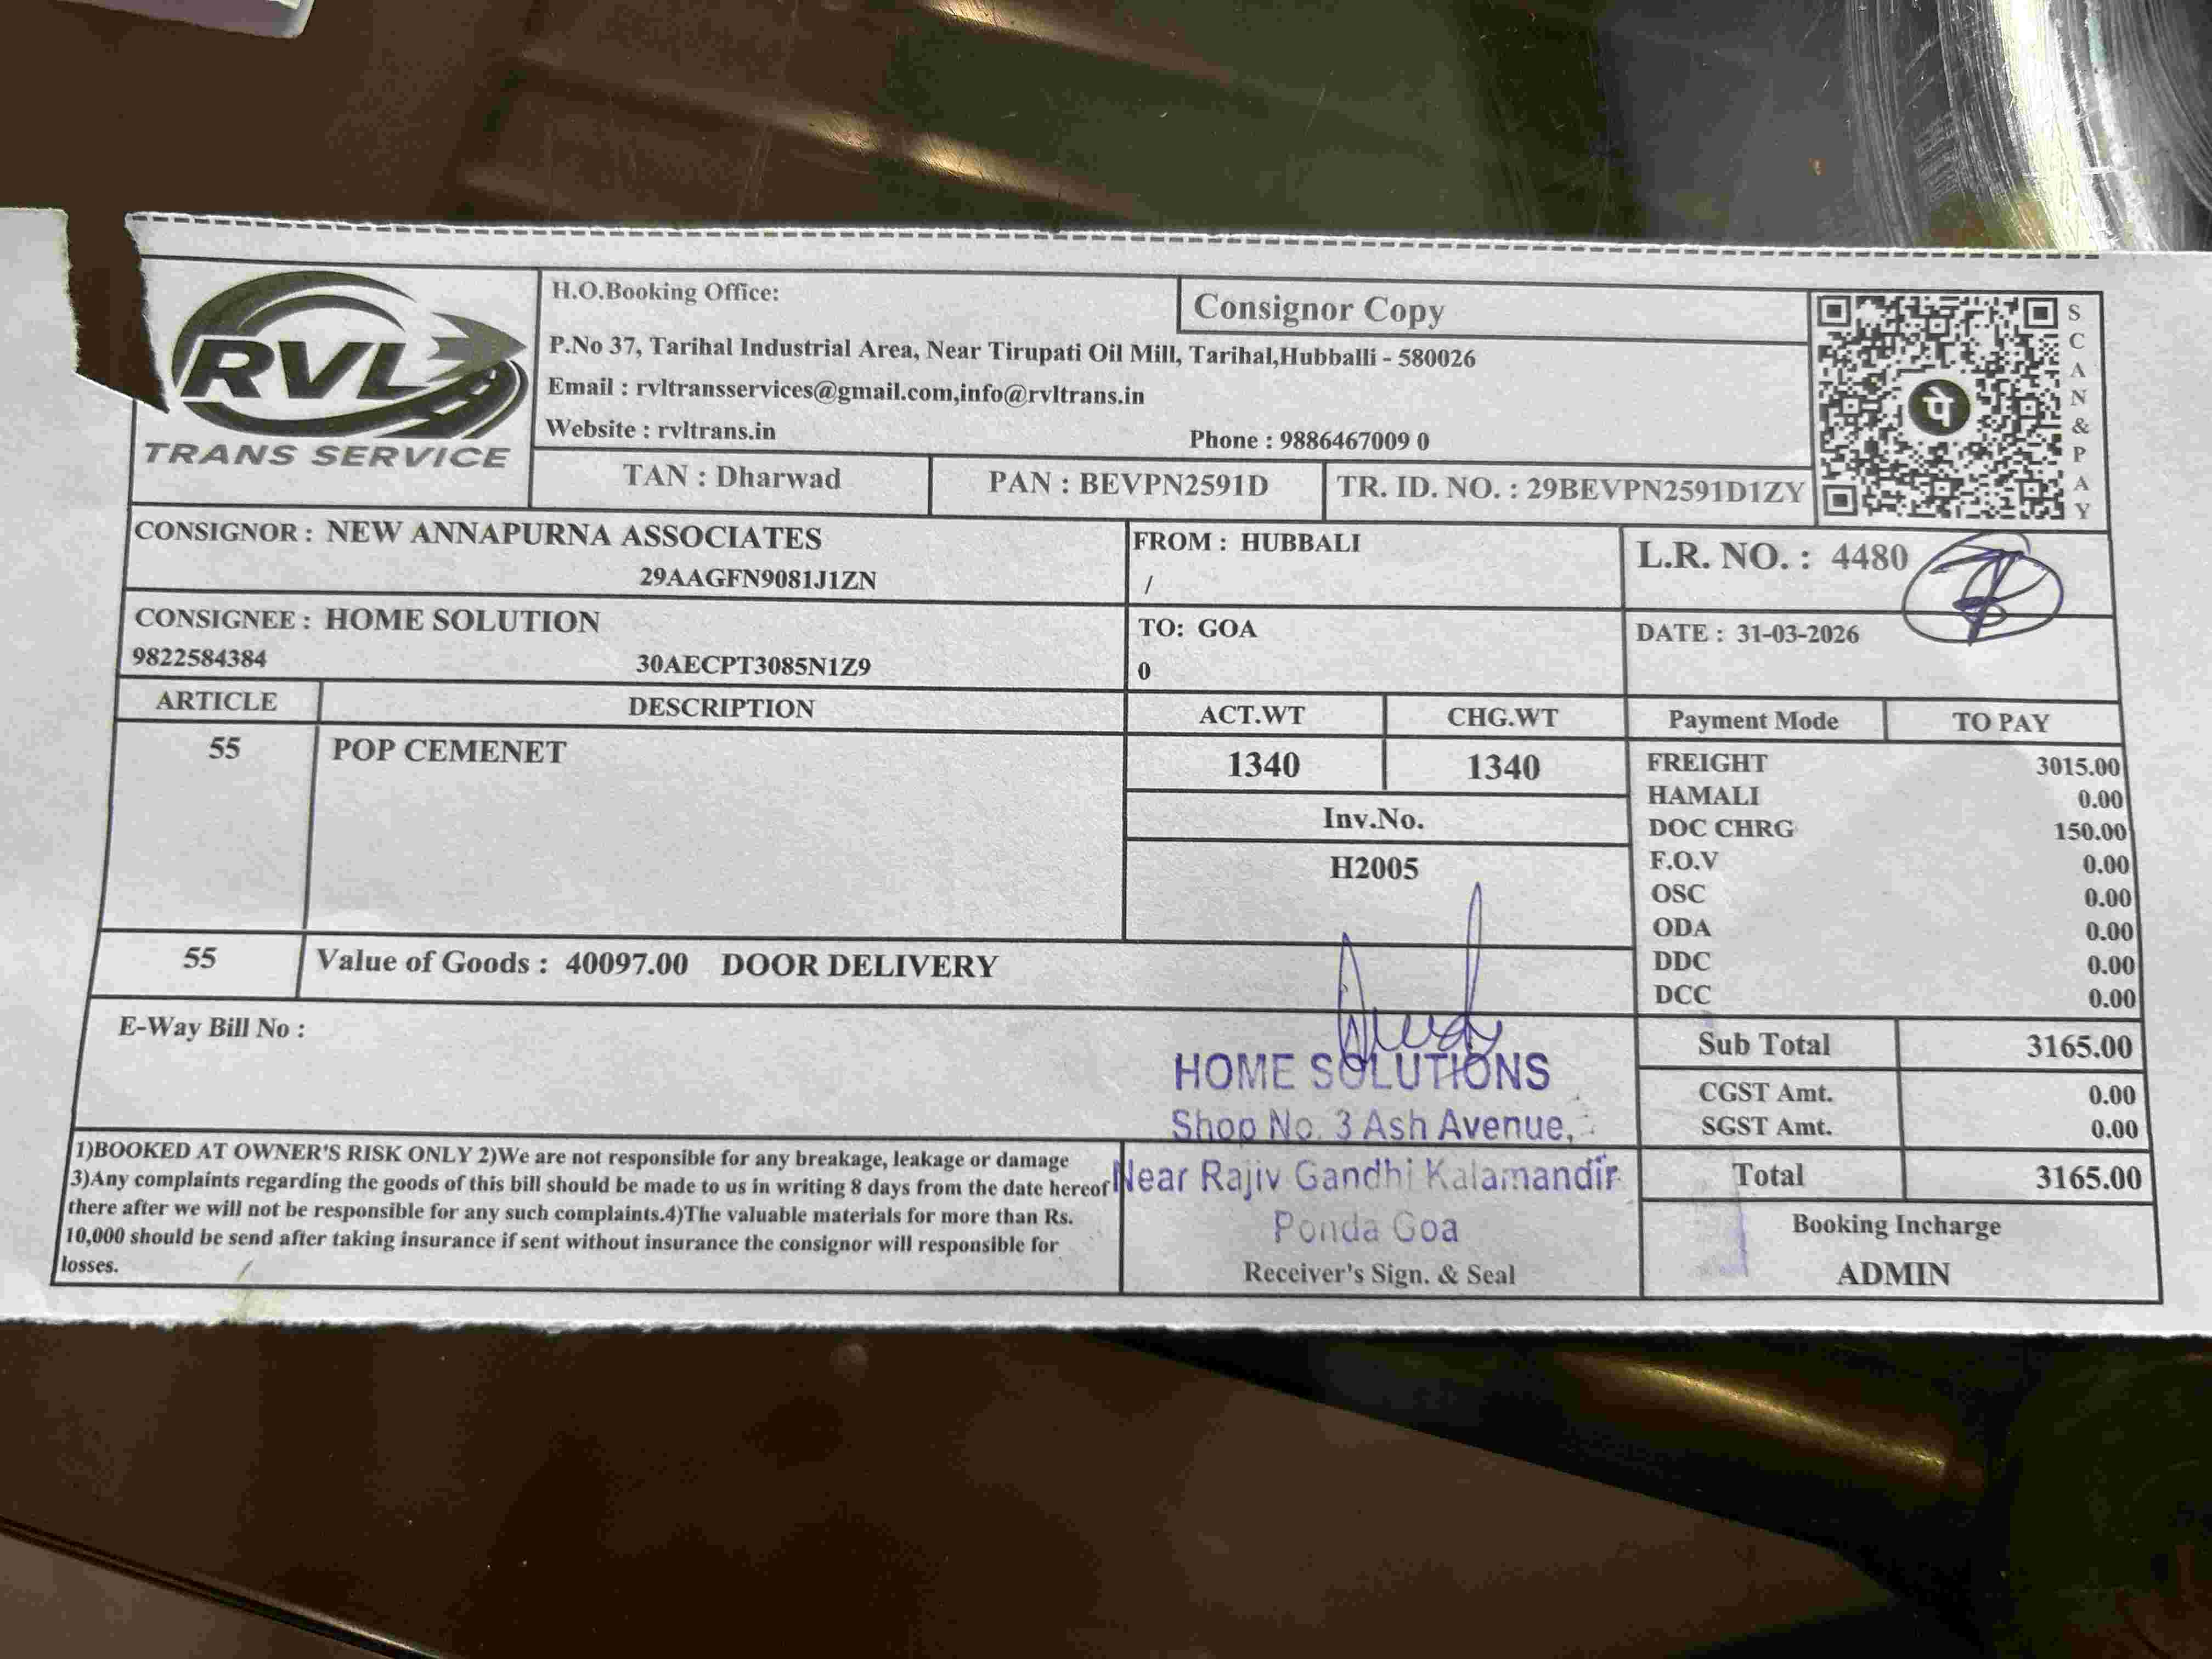 RVL
TRANS SERVICE
H.O.Booking Office:
Consignor Copy
P.No 37, Tarihal Industrial Area, Near Tirupati Oil Mill, Tarihal,Hubballi - 580026
Email : rvltransservices@gmail.com,info@rvltrans.in
Website : rvltrans.in Phone : 9886467009 0
TAN : Dharwad PAN : BEVPN2591D TR. ID. NO. : 29BEVPN2591D1ZY
पे
SCAN&PAY
CONSIGNOR : NEW ANNAPURNA ASSOCIATES
29AAGFN9081J1ZN
FROM : HUBBALI
/
L.R. NO. : 4480
CONSIGNEE : HOME SOLUTION
9822584384 30AECPT3085N1Z9
TO: GOA
0
DATE : 31-03-2026
ARTICLE DESCRIPTION ACT.WT CHG.WT Payment Mode TO PAY
55 POP CEMENET 1340 1340
Inv.No.
H2005
FREIGHT 3015.00
HAMALI 0.00
DOC CHRG 150.00
F.O.V 0.00
OSC 0.00
ODA 0.00
DDC 0.00
DCC 0.00
55 Value of Goods : 40097.00 DOOR DELIVERY
E-Way Bill No :
Sub Total 3165.00
CGST Amt. 0.00
SGST Amt. 0.00
Total 3165.00
HOME SOLUTIONS
Shop No. 3 Ash Avenue,
Near Rajiv Gandhi Kalamandir
Ponda Goa
Receiver's Sign. & Seal
1)BOOKED AT OWNER'S RISK ONLY 2)We are not responsible for any breakage, leakage or damage
3)Any complaints regarding the goods of this bill should be made to us in writing 8 days from the date hereof
there after we will not be responsible for any such complaints.4)The valuable materials for more than Rs.
10,000 should be send after taking insurance if sent without insurance the consignor will responsible for
losses.
Booking Incharge
ADMIN